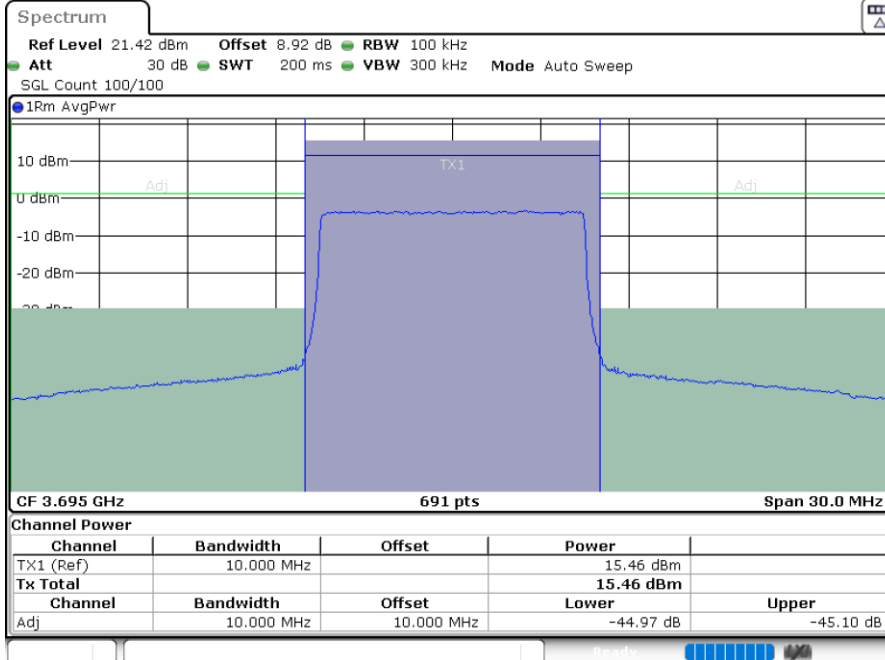 Spectrum
Ref Level 21.42 dBm Offset 8.92 dB RBW 100 kHz
Att 30 dB SWT 200 ms VBW 300 kHz Mode Auto Sweep
SGL Count 100/100
1Rm AvgPwr
10 dBm
TX1
Adj Adj
0 dBm
-10 dBm
-20 dBm
CF 3.695 GHz 691 pts Span 30.0 MHz
Channel Power
Channel Bandwidth Offset Power
TX1 (Ref) 10.000 MHz 15.46 dBm
Tx Total 15.46 dBm
Channel Bandwidth Offset Lower Upper
Adj 10.000 MHz 10.000 MHz -44.97 dB -45.10 dB
Ready